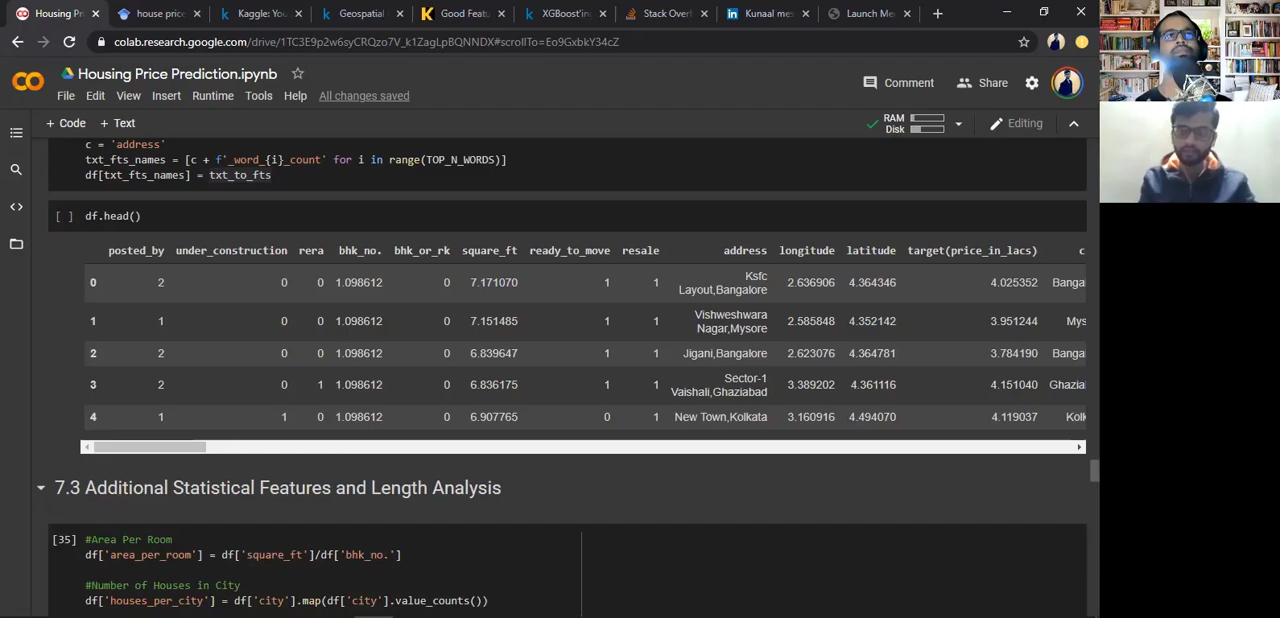 Housing Pri
house price
Kaggle: You
Geospatial
Good Featu
XGBoost'ing
Stack Overf
Kunaal mes
Launch Me
colab.research.google.com/drive/1TC3E9p2w6syCRQzn7V_k1ZagLpBQNNDX#scrollTo=Eo9GxbkY34cZ
Housing Price Prediction.ipynb
File Edit View Insert Runtime Tools Help All changes saved
Comment Share
+ Code + Text
RAM
Disk
Editing
c = 'address'
txt_fts_names = [c + f'_word_{i}_count' for i in range(TOP_N_WORDS)]
df[txt_fts_names] = txt_to_fts
[ ] df.head()
posted_by under_construction rera bhk_no. bhk_or_rk square_ft ready_to_move resale address longitude latitude target(price_in_lacs) c
0 2 0 0 1.098612 0 7.171070 1 1 Ksfc Layout,Bangalore 2.636906 4.364346 4.025352 Banga
1 1 0 0 1.098612 0 7.151485 1 1 Vishweshwara Nagar,Mysore 2.585848 4.352142 3.951244 Mys
2 2 0 0 1.098612 0 6.839647 1 1 Jigani,Bangalore 2.623076 4.364781 3.784190 Banga
3 2 0 1 1.098612 0 6.836175 1 1 Sector-1 Vaishali,Ghaziabad 3.389202 4.361116 4.151040 Ghazial
4 1 1 0 1.098612 0 6.907765 0 1 New Town,Kolkata 3.160916 4.494070 4.119037 Kolk
7.3 Additional Statistical Features and Length Analysis
[35] #Area Per Room
df['area_per_room'] = df['square_ft']/df['bhk_no.']
#Number of Houses in City
df['houses_per_city'] = df['city'].map(df['city'].value_counts())